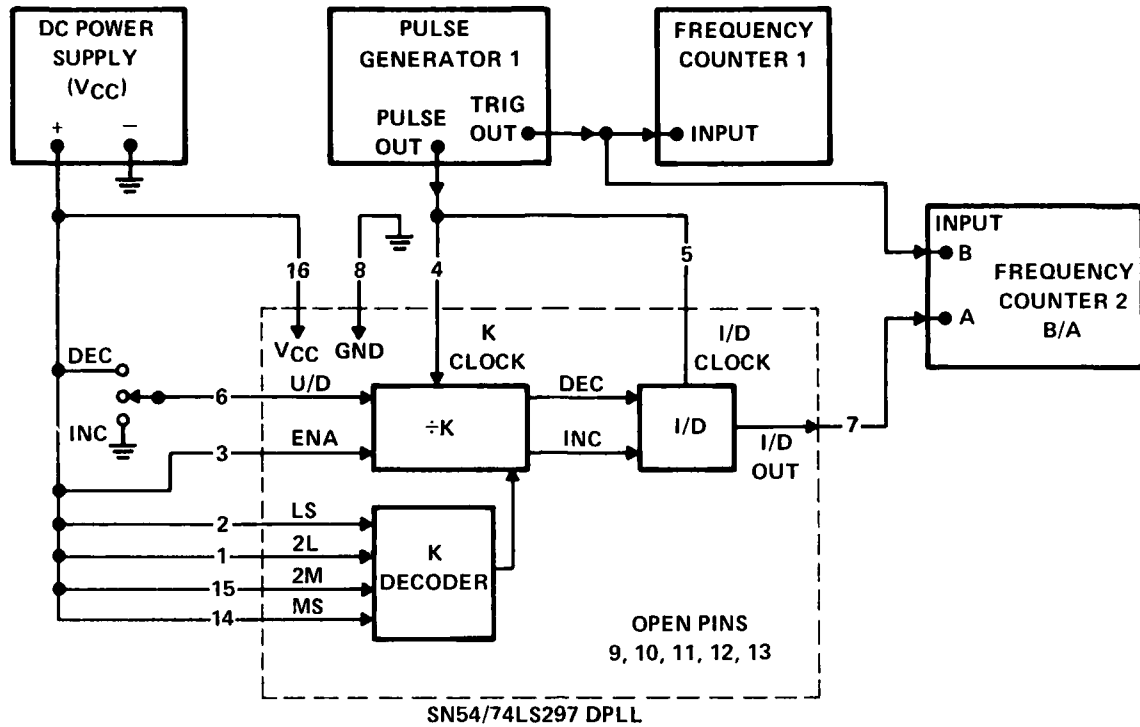 DC POWER
SUPPLY
(VCC)
+ −
PULSE
GENERATOR 1
PULSE
OUT
TRIG
OUT
FREQUENCY
COUNTER 1
INPUT
INPUT
B
A
FREQUENCY
COUNTER 2
B/A
16
8
4
5
VCC
GND
K
CLOCK
I/D
CLOCK
DEC
INC
6
U/D
3
ENA
÷K
DEC
INC
I/D
I/D
OUT
7
2
LS
1
2L
15
2M
14
MS
K
DECODER
OPEN PINS
9, 10, 11, 12, 13
SN54/74LS297 DPLL